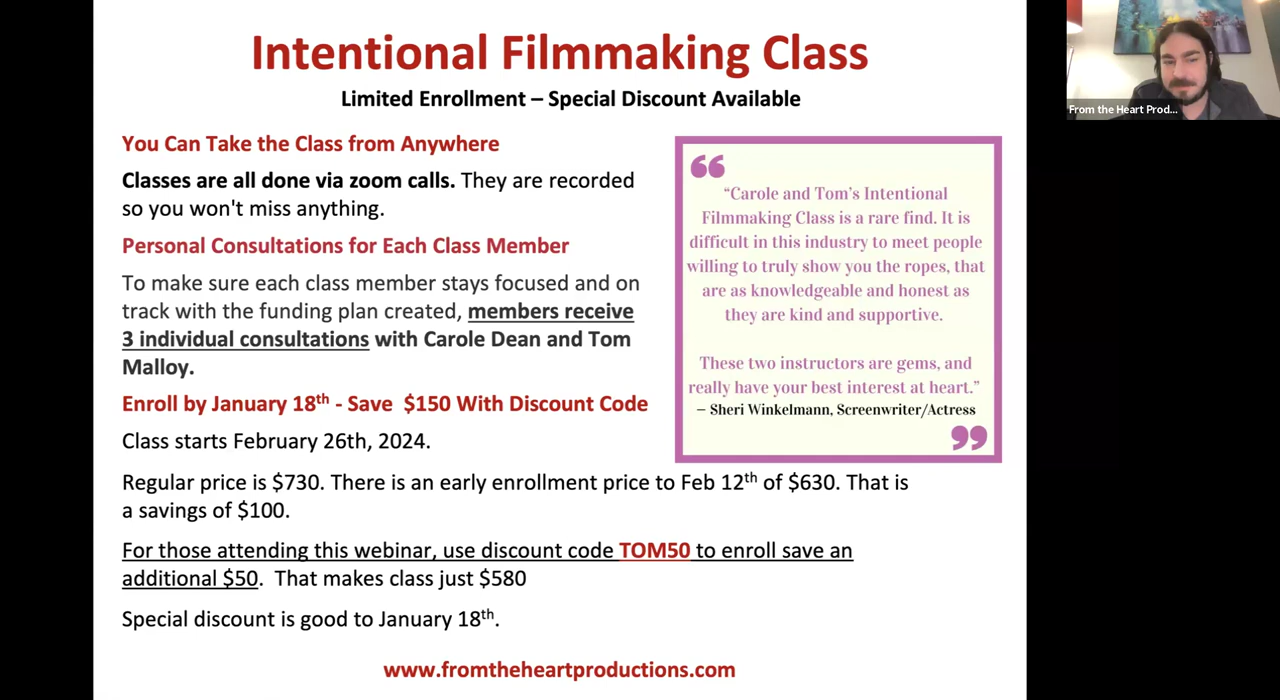 Intentional Filmmaking Class
Limited Enrollment – Special Discount Available
You Can Take the Class from Anywhere
Classes are all done via zoom calls. They are recorded
so you won't miss anything.
Personal Consultations for Each Class Member
To make sure each class member stays focused and on
track with the funding plan created, members receive
3 individual consultations with Carole Dean and Tom
Malloy.
Enroll by January 18th - Save $150 With Discount Code
Class starts February 26th, 2024.
Regular price is $730. There is an early enrollment price to Feb 12th of $630. That is
a savings of $100.
For those attending this webinar, use discount code TOM50 to enroll save an
additional $50. That makes class just $580
Special discount is good to January 18th.
www.fromtheheartproductions.com
“
“Carole and Tom’s Intentional
Filmmaking Class is a rare find. It is
difficult in this industry to meet people
willing to truly show you the ropes, that
are as knowledgeable and honest as
they are kind and supportive.
These two instructors are gems, and
really have your best interest at heart.”
– Sheri Winkelmann, Screenwriter/Actress
”
From the Heart Prod...